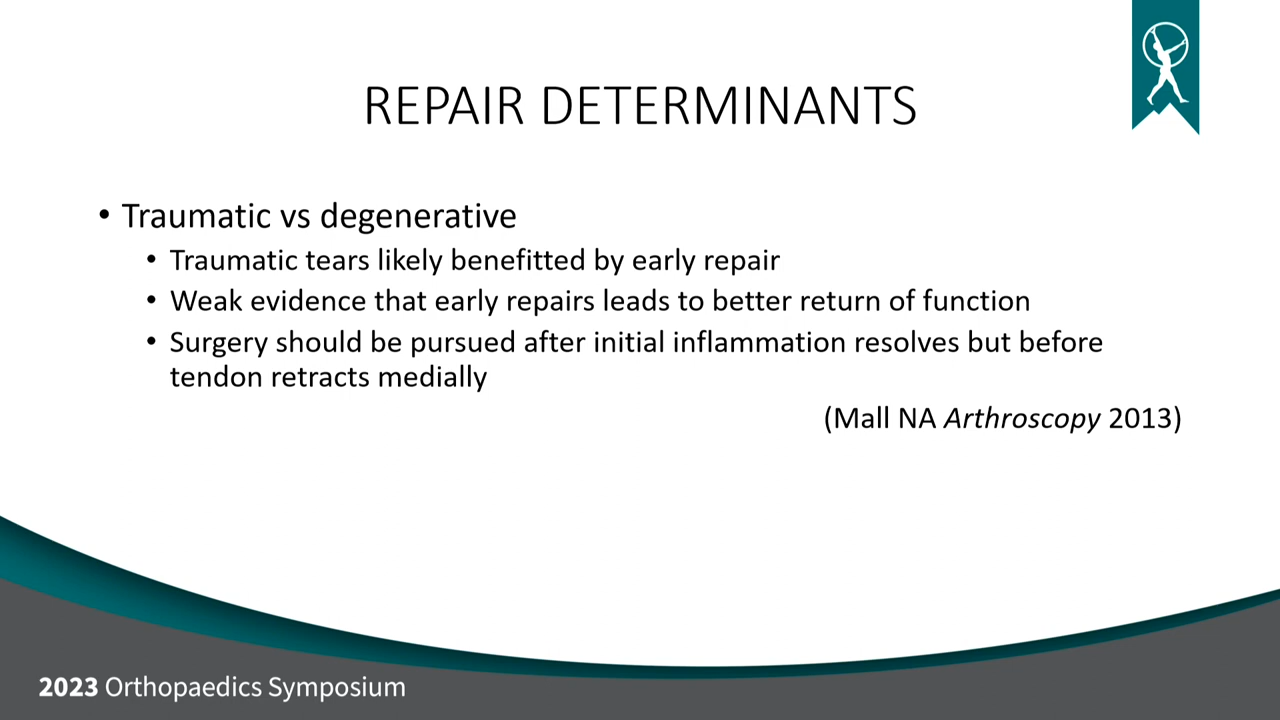 REPAIR DETERMINANTS
• Traumatic vs degenerative
• Traumatic tears likely benefitted by early repair
• Weak evidence that early repairs leads to better return of function
• Surgery should be pursued after initial inflammation resolves but before
tendon retracts medially
(Mall NA Arthroscopy 2013)
2023 Orthopaedics Symposium